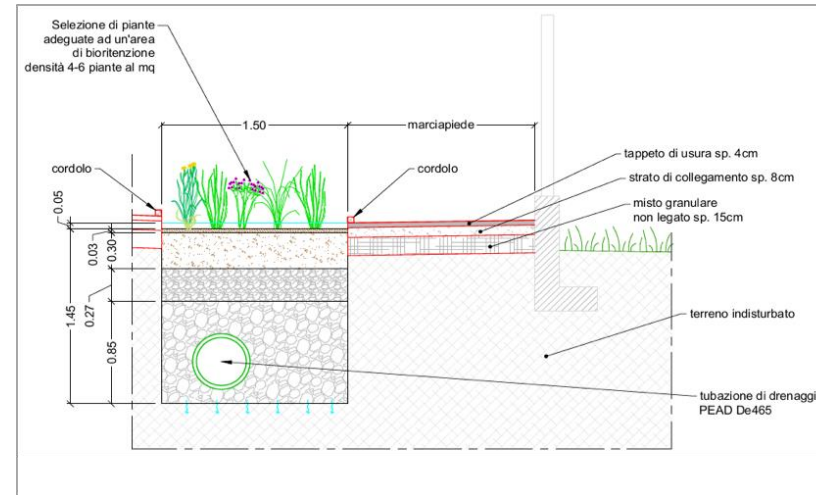 Selezione di piante
adeguate ad un'area
di bioritenzione
densità 4-6 piante al mq
1.50
marciapiede
cordolo
cordolo
tappeto di usura sp. 4cm
strato di collegamento sp. 8cm
misto granulare
non legato sp. 15cm
0.05
0.03
0.30
1.45
0.27
0.85
terreno indisturbato
tubazione di drenaggi
PEAD De465